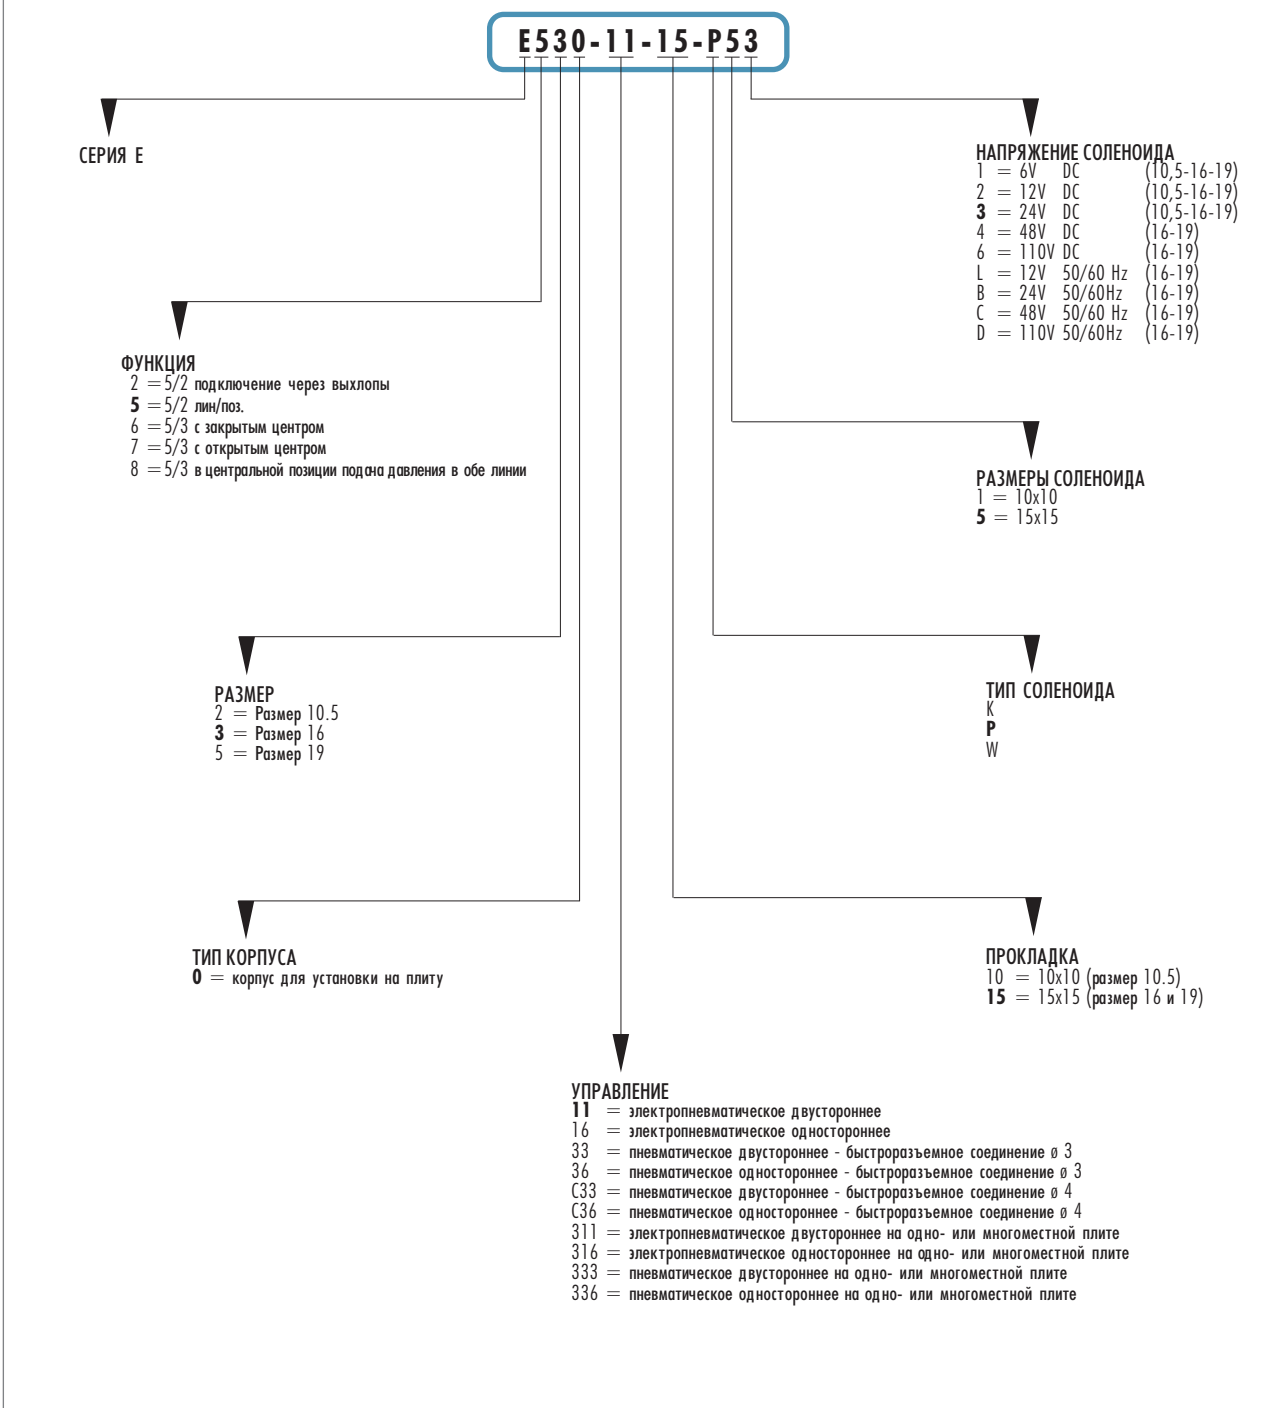 E530-11-15-P53
СЕРИЯ Е
НАПРЯЖЕНИЕ СОЛЕНОИДА
1 = 6V DC (10,5-16-19)
2 = 12V DC (10,5-16-19)
3 = 24V DC (10,5-16-19)
4 = 48V DC (16-19)
6 = 110V DC (16-19)
L = 12V 50/60 Hz (16-19)
B = 24V 50/60Hz (16-19)
C = 48V 50/60 Hz (16-19)
D = 110V 50/60Hz (16-19)
ФУНКЦИЯ
2 = 5/2 подключение через выхлопы
5 = 5/2 лин/поз.
6 = 5/3 с закрытым центром
7 = 5/3 с открытым центром
8 = 5/3 в центральной позиции подача давления в обе линии
РАЗМЕРЫ СОЛЕНОИДА
1 = 10x10
5 = 15x15
РАЗМЕР
2 = Размер 10.5
3 = Размер 16
5 = Размер 19
ТИП СОЛЕНОИДА
K
P
W
ТИП КОРПУСА
0 = корпус для установки на плиту
ПРОКЛАДКА
10 = 10x10 (размер 10.5)
15 = 15x15 (размер 16 и 19)
УПРАВЛЕНИЕ
11 = электропневматическое двустороннее
16 = электропневматическое одностороннее
33 = пневматическое двустороннее - быстроразъемное соединение ø 3
36 = пневматическое одностороннее - быстроразъемное соединение ø 3
C33 = пневматическое двустороннее - быстроразъемное соединение ø 4
C36 = пневматическое одностороннее - быстроразъемное соединение ø 4
311 = электропневматическое двустороннее на одно- или многоместной плите
316 = электропневматическое одностороннее на одно- или многоместной плите
333 = пневматическое двустороннее на одно- или многоместной плите
336 = пневматическое одностороннее на одно- или многоместной плите